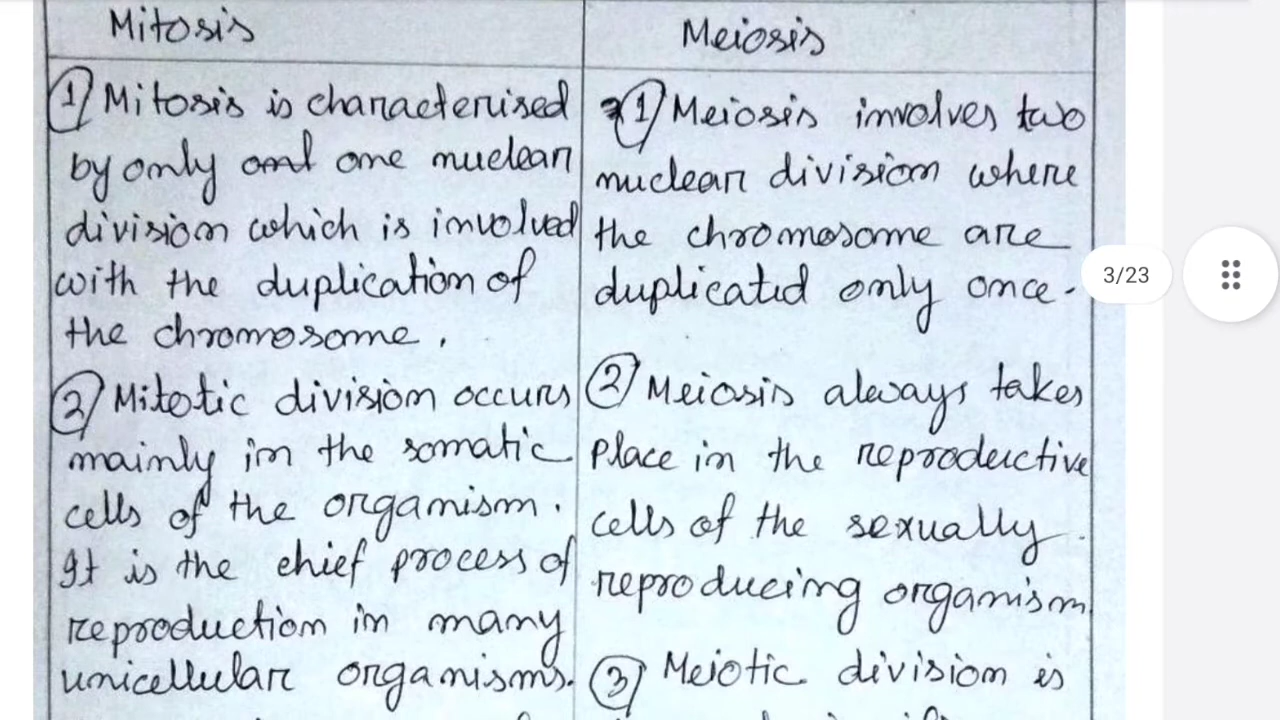 Mitosis
① Mitosis is characterised
by only and one nuclear
division which is involved
with the duplication of
the chromosome.
② Mitotic division occurs
mainly in the somatic
cells of the organism.
It is the chief process of
reproduction in many
unicellular organisms.
Meiosis
① Meiosis involves two
nuclear division where
the chromosome are
duplicated only once.
② Meiosis always takes
place in the reproductive
cells of the sexually
reproducing organism
③ Meiotic division is
3/23